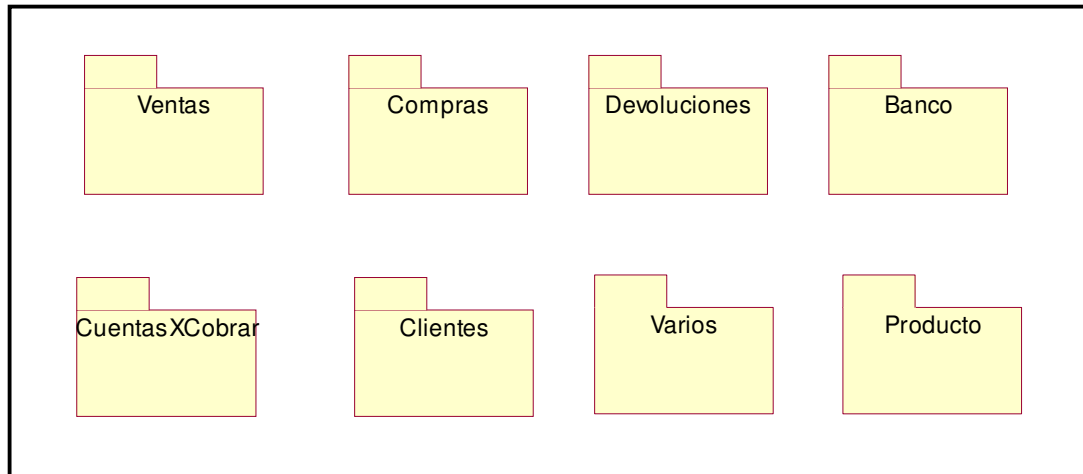 Ventas
Compras
Devoluciones
Banco
CuentasXCobrar
Clientes
Varios
Producto